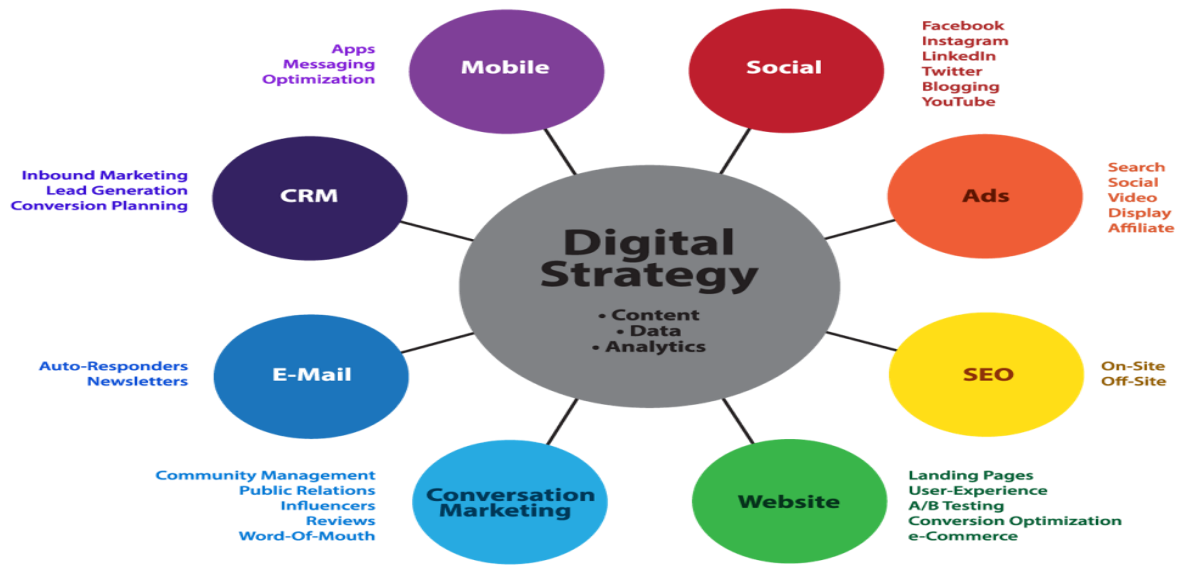 Apps
Messaging
Optimization
Mobile
Social
Facebook
Instagram
LinkedIn
Twitter
Blogging
YouTube
Inbound Marketing
Lead Generation
Conversion Planning
CRM
Ads
Search
Social
Video
Display
Affiliate
Digital
Strategy
• Content
• Data
• Analytics
Auto-Responders
Newsletters
E-Mail
SEO
On-Site
Off-Site
Community Management
Public Relations
Influencers
Reviews
Word-Of-Mouth
Conversation
Marketing
Website
Landing Pages
User-Experience
A/B Testing
Conversion Optimization
e-Commerce